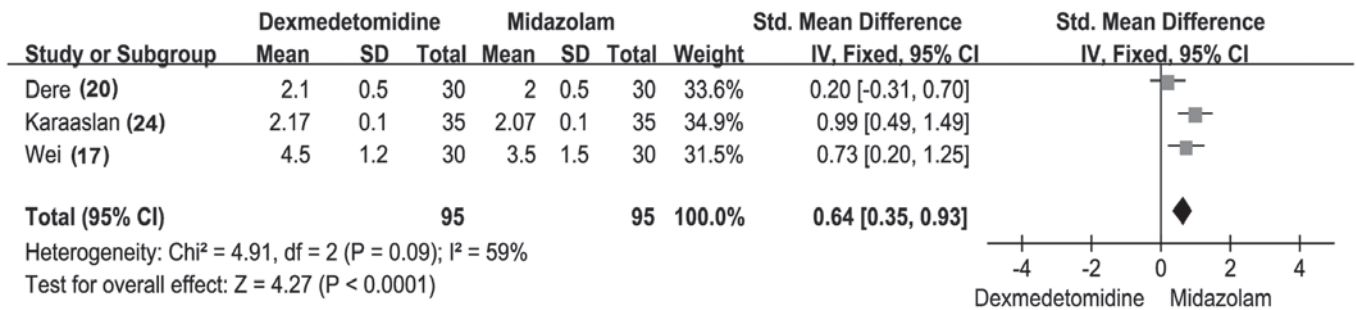 Dexmedetomidine Midazolam Std. Mean Difference Std. Mean Difference
Study or Subgroup Mean SD Total Mean SD Total Weight IV, Fixed, 95% CI IV, Fixed, 95% CI
Dere (20) 2.1 0.5 30 2 0.5 30 33.6% 0.20 [-0.31, 0.70]
Karaaslan (24) 2.17 0.1 35 2.07 0.1 35 34.9% 0.99 [0.49, 1.49]
Wei (17) 4.5 1.2 30 3.5 1.5 30 31.5% 0.73 [0.20, 1.25]
Total (95% CI) 95 95 100.0% 0.64 [0.35, 0.93]
Heterogeneity: Chi² = 4.91, df = 2 (P = 0.09); I² = 59%
Test for overall effect: Z = 4.27 (P < 0.0001)
-4 -2 0 2 4
Dexmedetomidine Midazolam